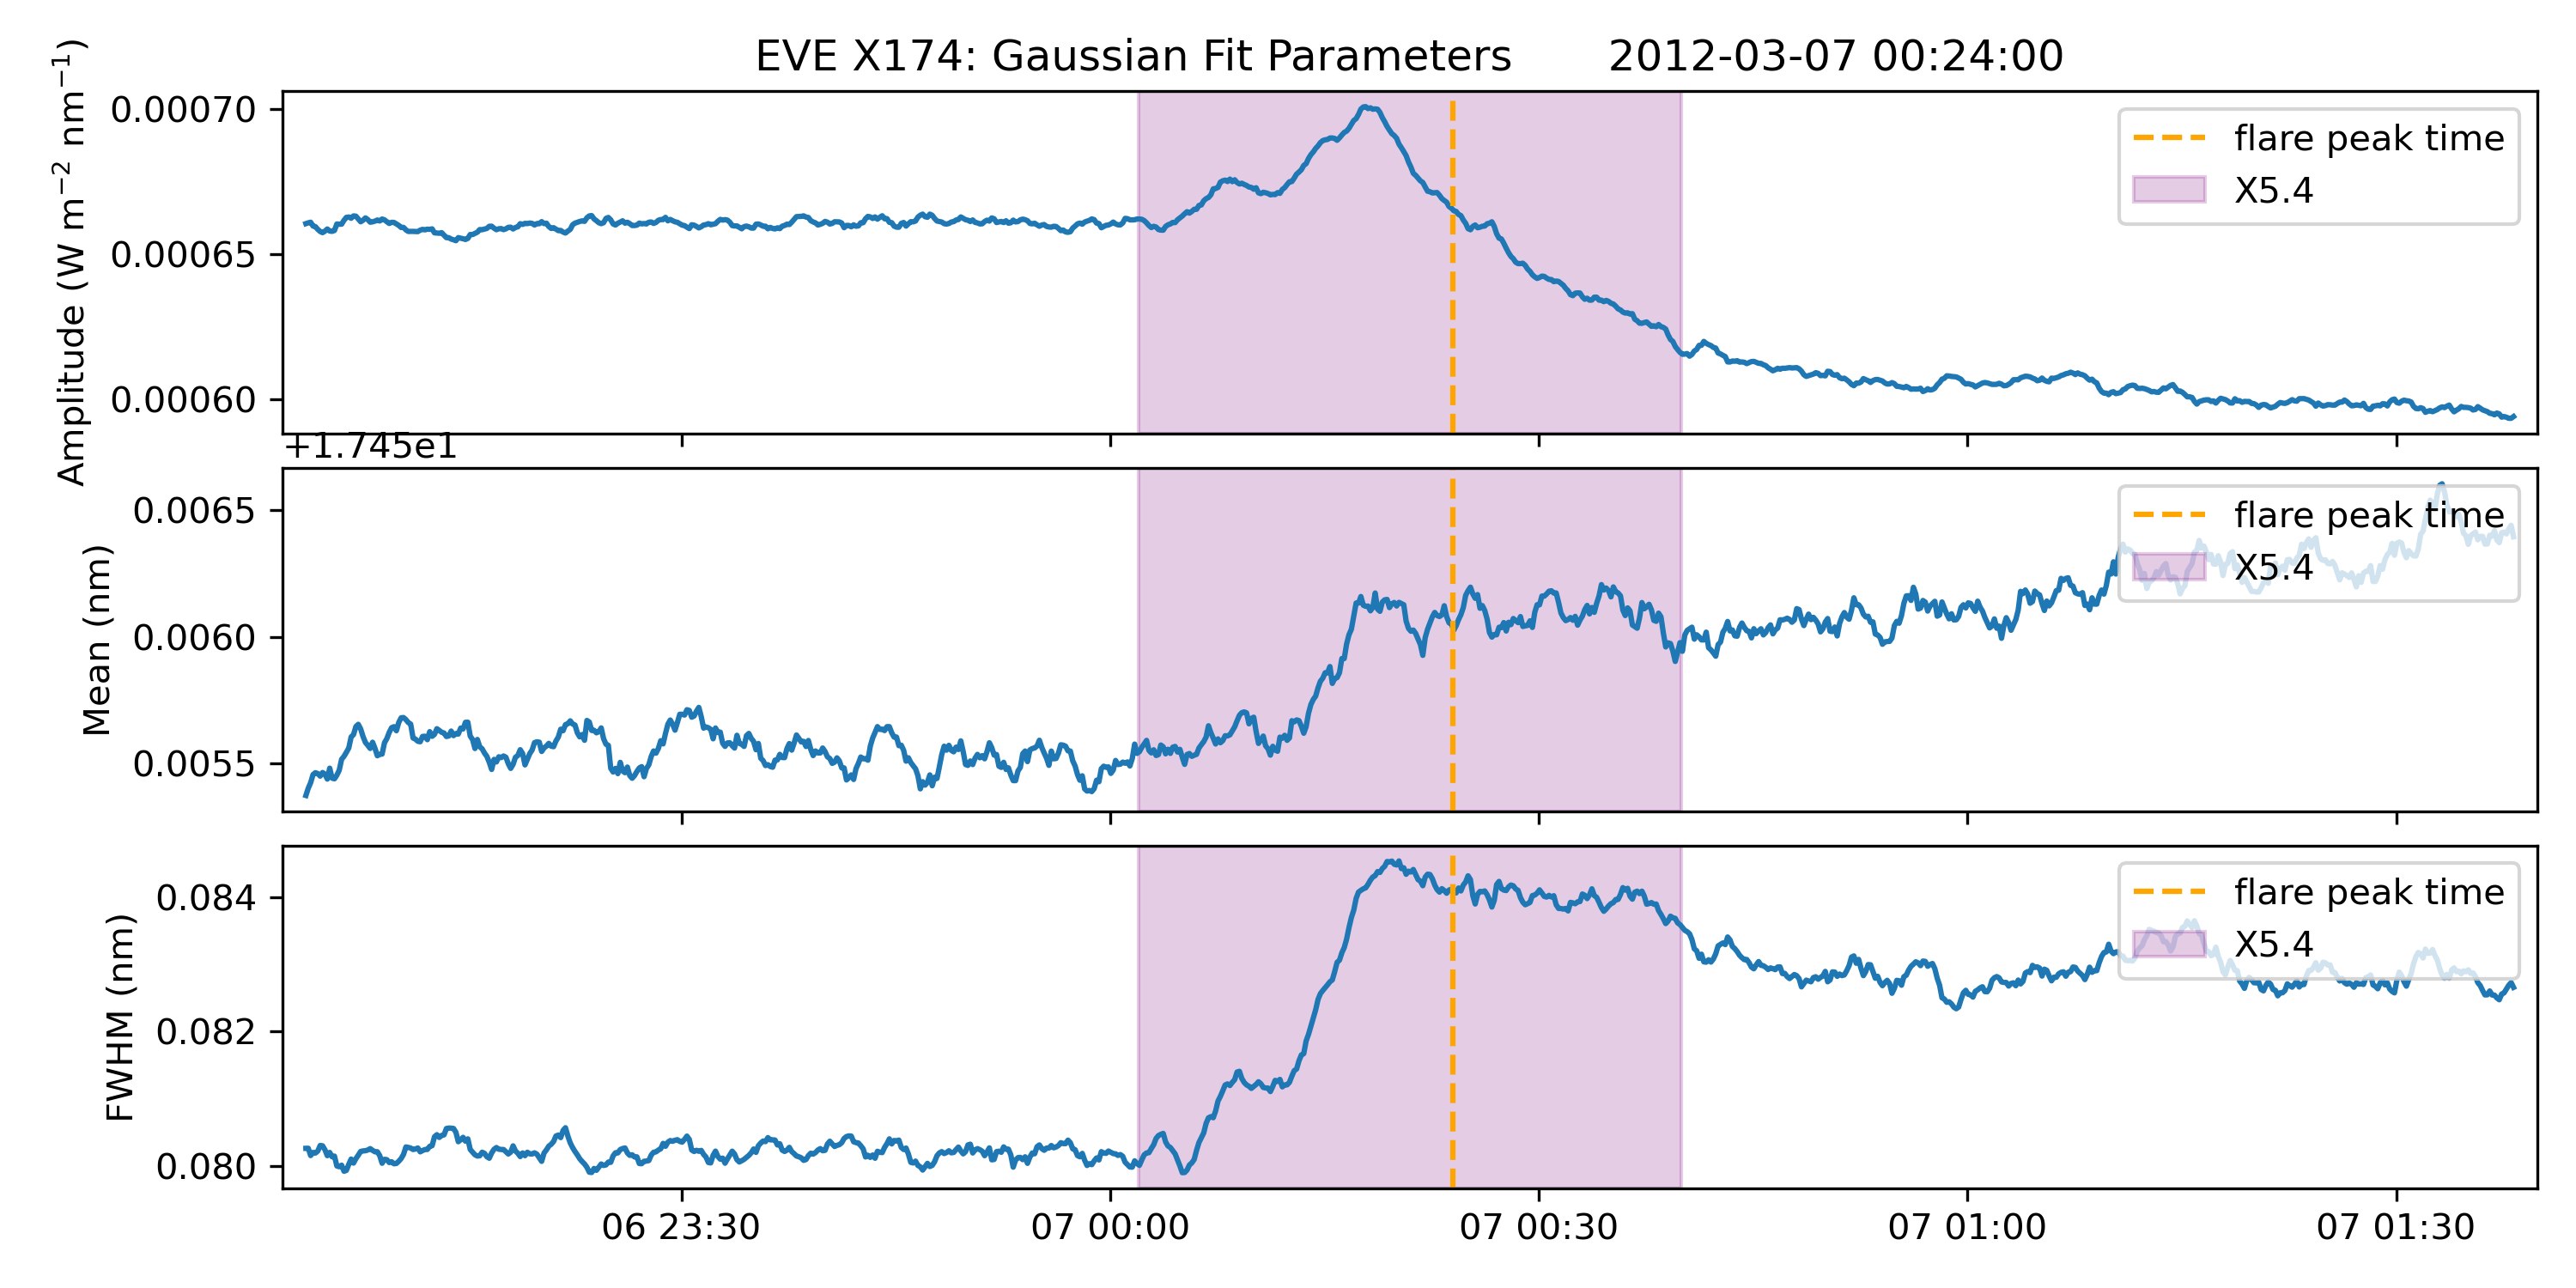 EVE X174: Gaussian Fit Parameters 2012-03-07 00:24:00
Amplitude (W m⁻² nm⁻¹)
0.00070
0.00065
0.00060
flare peak time
X5.4
+1.745e1
Mean (nm)
0.0065
0.0060
0.0055
flare peak time
X5.4
FWHM (nm)
0.084
0.082
0.080
flare peak time
X5.4
06 23:30 07 00:00 07 00:30 07 01:00 07 01:30